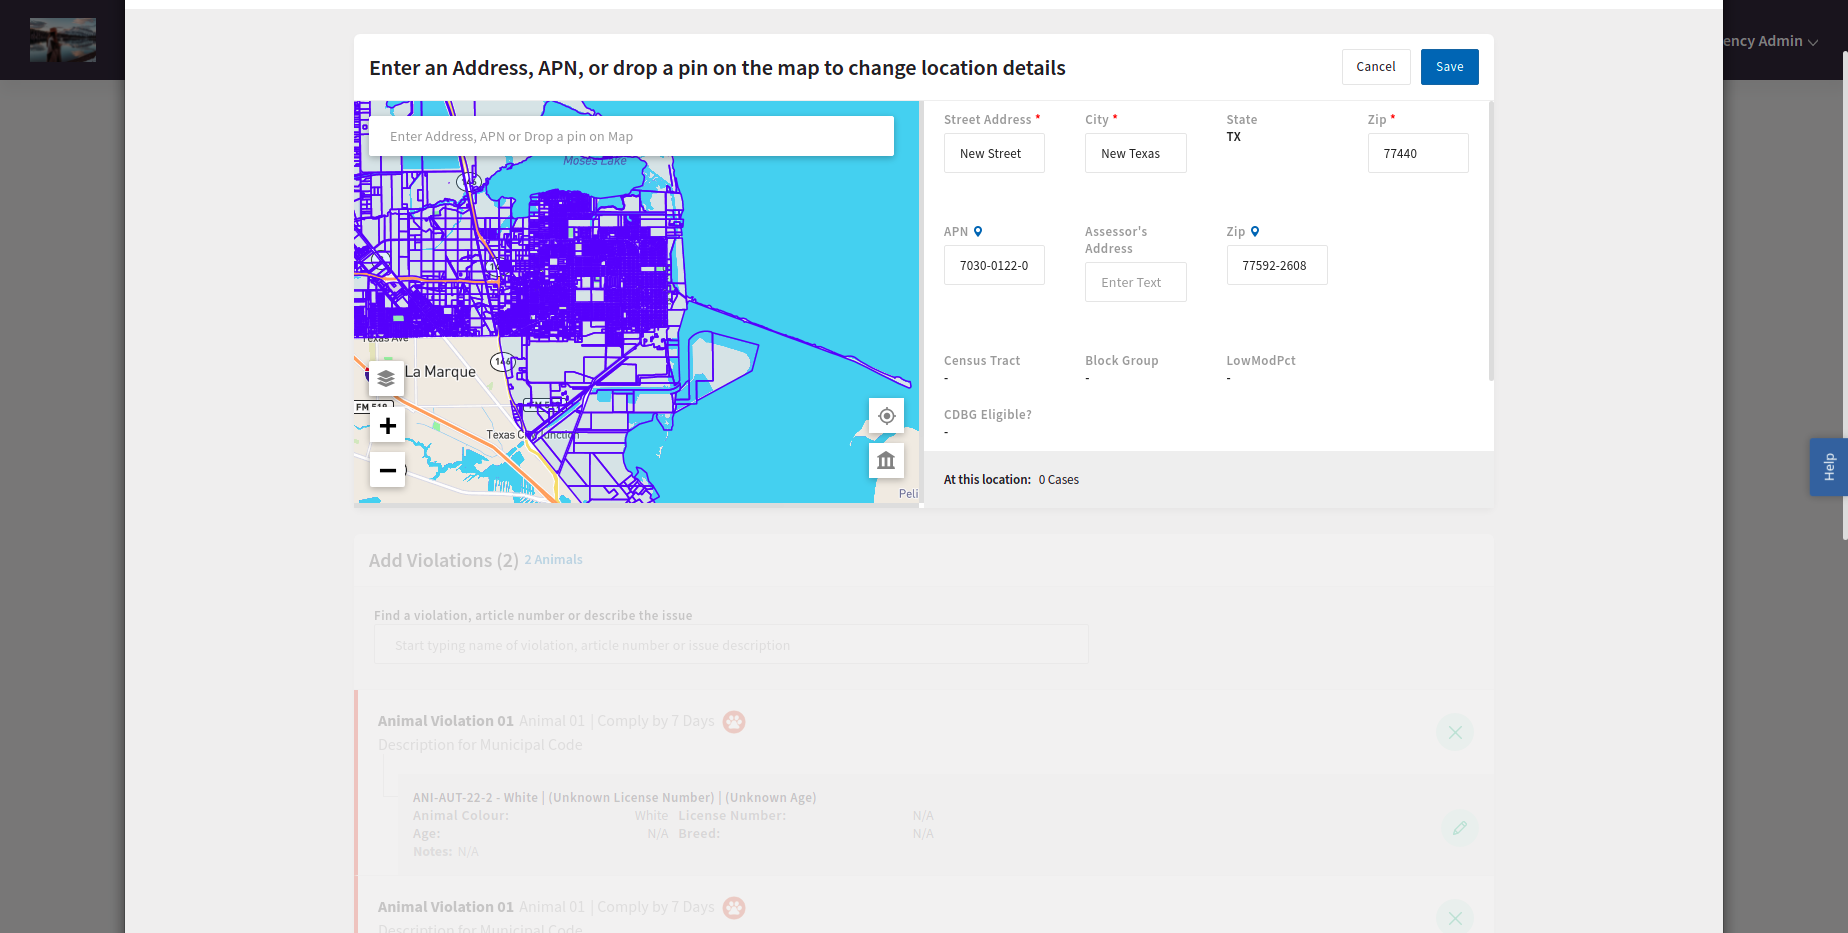 ency Admin
Enter an Address, APN, or drop a pin on the map to change location details
Cancel
Save
Enter Address, APN or Drop a pin on Map
Moses Lake
146
Texas Ave
La Marque
FM 519
Texas City Junction
Peli
Street Address *
New Street
City *
New Texas
State
TX
Zip *
77440
APN
7030-0122-0
Assessor's
Address
Enter Text
Zip
77592-2608
Census Tract
-
Block Group
-
LowModPct
-
CDBG Eligible?
-
At this location: 0 Cases
Help
Add Violations (2) 2 Animals
Find a violation, article number or describe the issue
Start typing name of violation, article number or issue description
Animal Violation 01 Animal 01 | Comply by 7 Days
Description for Municipal Code
ANI-AUT-22-2 - White | (Unknown License Number) | (Unknown Age)
Animal Colour: White License Number: N/A
Age: N/A Breed: N/A
Notes: N/A
Animal Violation 01 Animal 01 | Comply by 7 Days
Description for Municipal Code